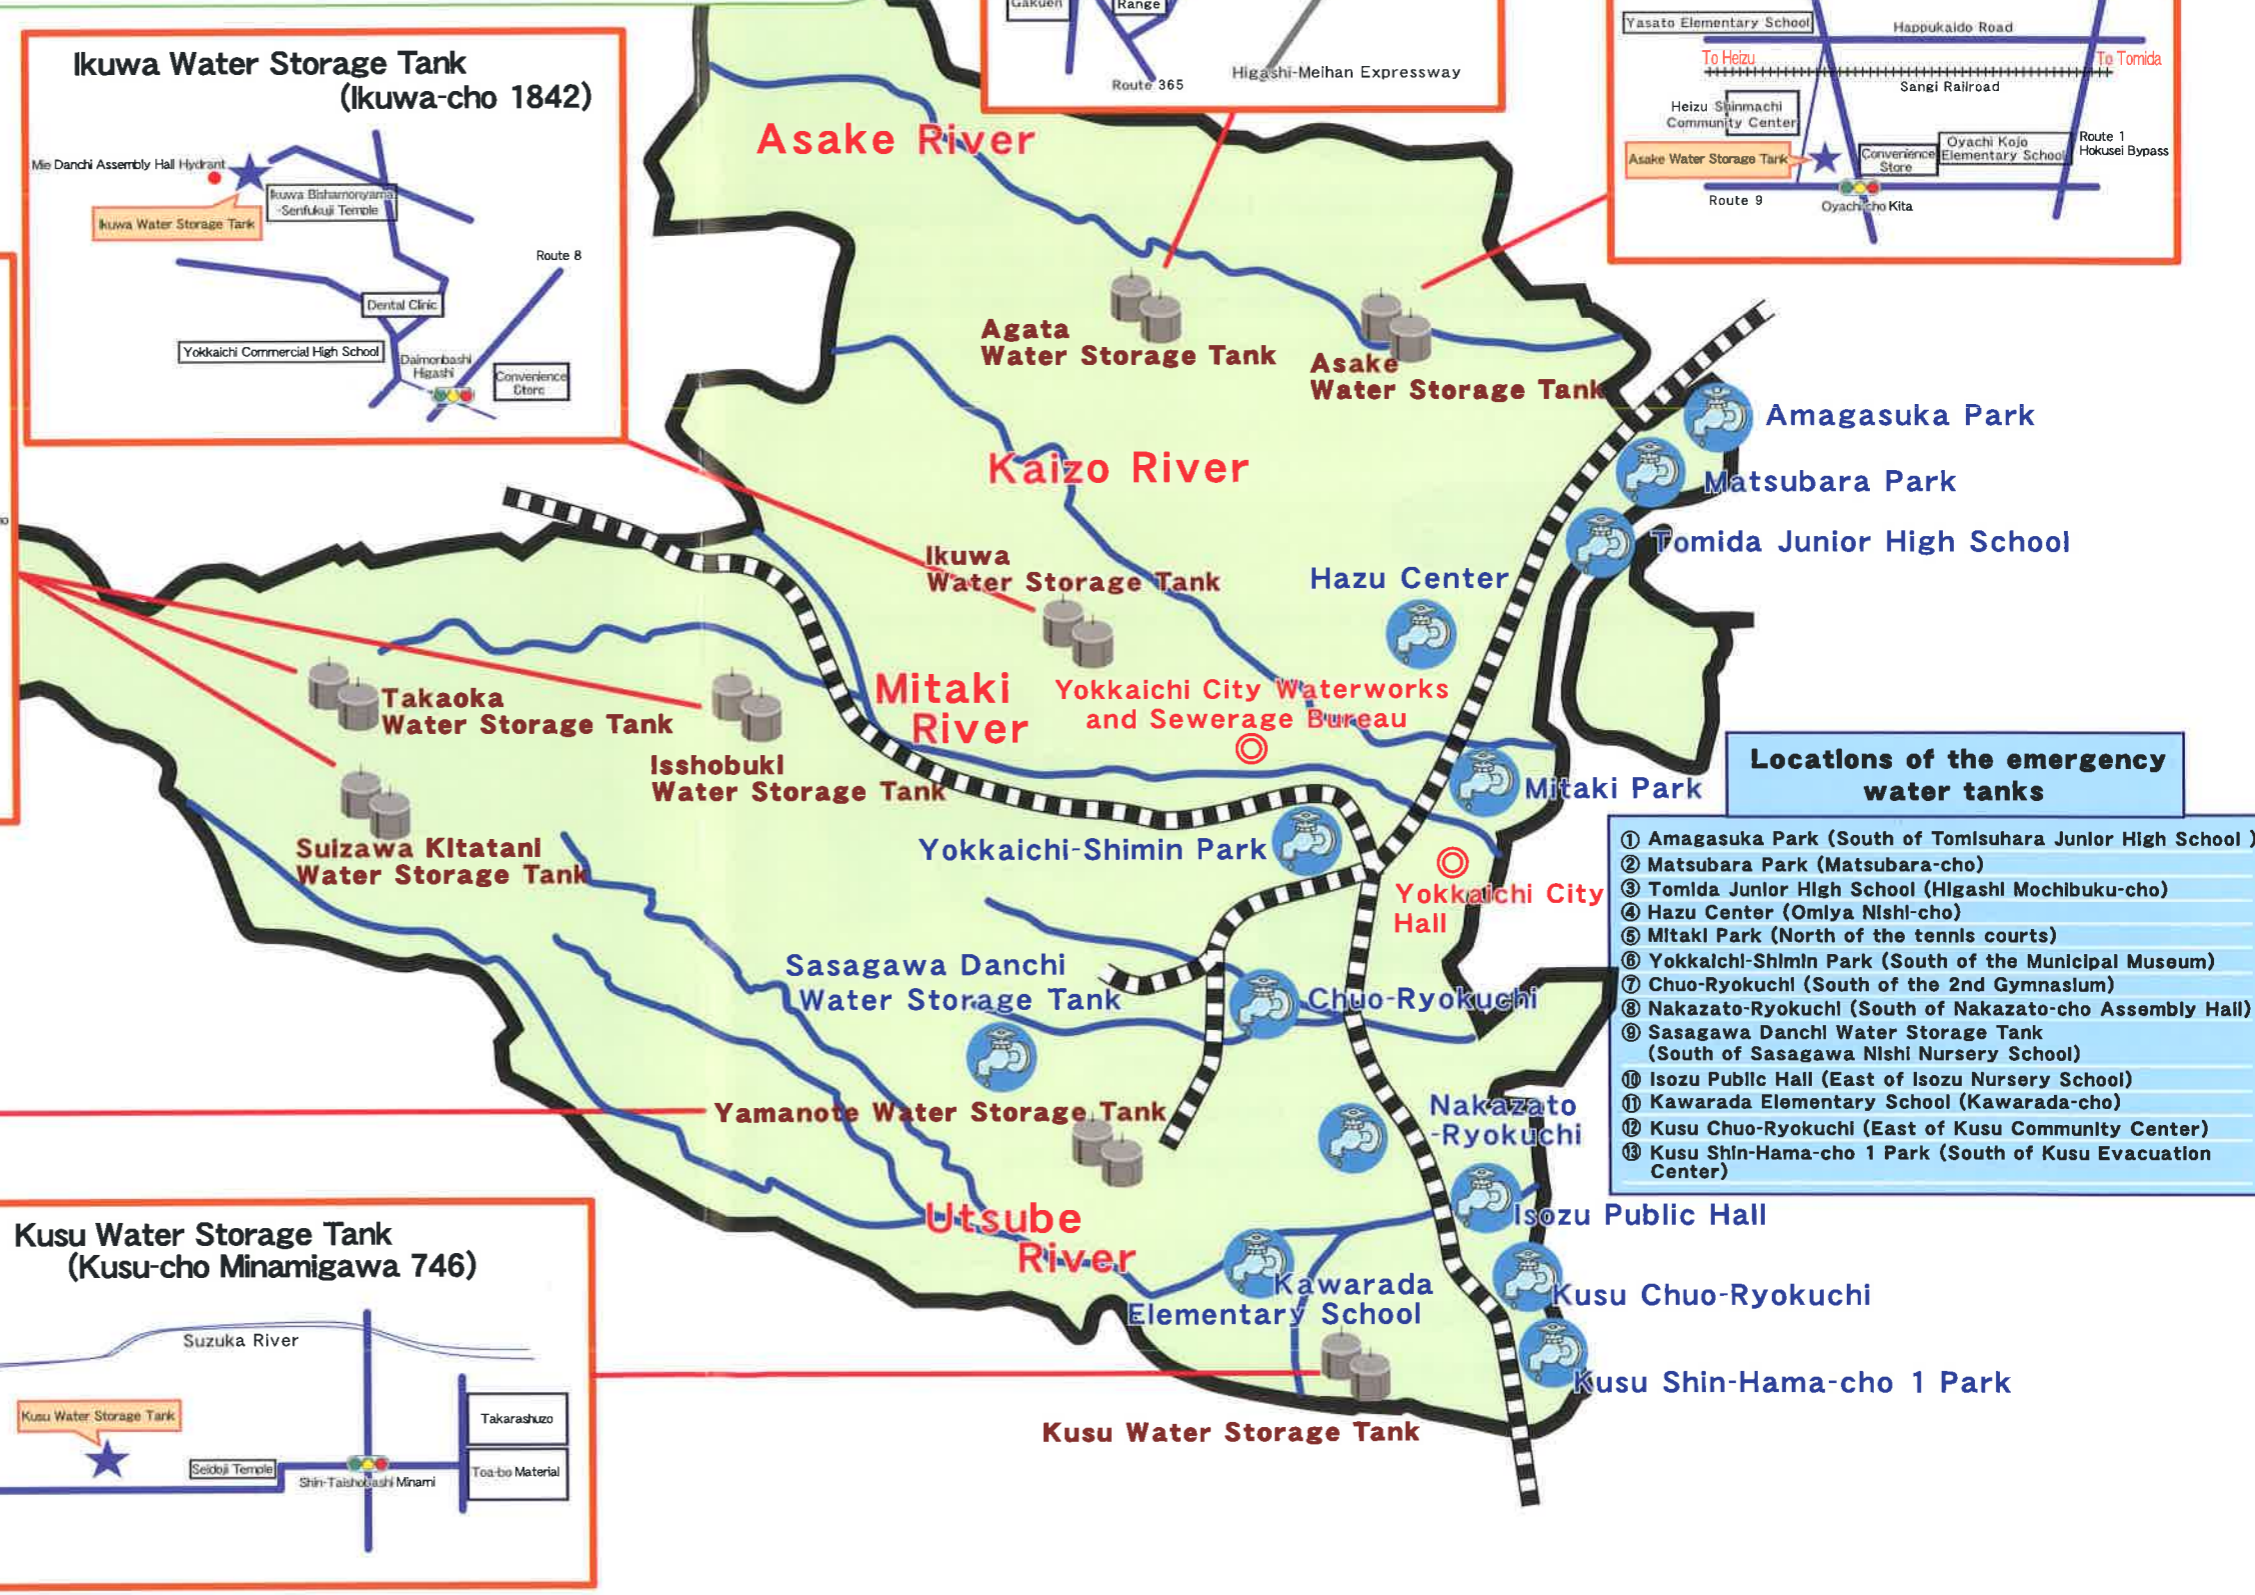 Gakuen
Range
Route 365
Higashi-Meihan Expressway
Yasato Elementary School
Happukaido Road
To Heizu
To Tomida
Sangi Railroad
Heizu Shinmachi
Community Center
Oyachi Kojo
Elementary School
Route 1
Hokusei Bypass
Asake Water Storage Tank
Convenience
Store
Route 9
Oyachi-cho Kita
Ikuwa Water Storage Tank
(Ikuwa-cho 1842)
Mie Danchi Assembly Hall Hydrant
Ikuwa Bishamonyama
-Senfukuji Temple
Ikuwa Water Storage Tank
Route 8
Dental Clinic
Yokkaichi Commercial High School
Daimonbashi
Higashi
Convenience
Store
Asake River
Agata
Water Storage Tank
Asake
Water Storage Tank
Amagasuka Park
Kaizo River
Matsubara Park
Tomida Junior High School
Ikuwa
Water Storage Tank
Hazu Center
Takaoka
Water Storage Tank
Mitaki
River
Yokkaichi City Waterworks
and Sewerage Bureau
Isshobuki
Water Storage Tank
Mitaki Park
Suizawa Kitatani
Water Storage Tank
Yokkaichi-Shimin Park
Yokkaichi City
Hall
Sasagawa Danchi
Water Storage Tank
Chuo-Ryokuchi
Yamanote Water Storage Tank
Nakazato
-Ryokuchi
Utsube
River
Isozu Public Hall
Kawarada
Elementary School
Kusu Chuo-Ryokuchi
Kusu Shin-Hama-cho 1 Park
Kusu Water Storage Tank
Locations of the emergency
water tanks
① Amagasuka Park (South of Tomisuhara Junior High School )
② Matsubara Park (Matsubara-cho)
③ Tomida Junior High School (Higashi Mochibuku-cho)
④ Hazu Center (Omiya Nishi-cho)
⑤ Mitaki Park (North of the tennis courts)
⑥ Yokkaichi-Shimin Park (South of the Municipal Museum)
⑦ Chuo-Ryokuchi (South of the 2nd Gymnasium)
⑧ Nakazato-Ryokuchi (South of Nakazato-cho Assembly Hall)
⑨ Sasagawa Danchi Water Storage Tank
(South of Sasagawa Nishi Nursery School)
⑩ Isozu Public Hall (East of Isozu Nursery School)
⑪ Kawarada Elementary School (Kawarada-cho)
⑫ Kusu Chuo-Ryokuchi (East of Kusu Community Center)
⑬ Kusu Shin-Hama-cho 1 Park (South of Kusu Evacuation
Center)
Kusu Water Storage Tank
(Kusu-cho Minamigawa 746)
Suzuka River
Kusu Water Storage Tank
Takarashuzo
Seidoji Temple
Shin-Taishobashi Minami
Toa-bo Material